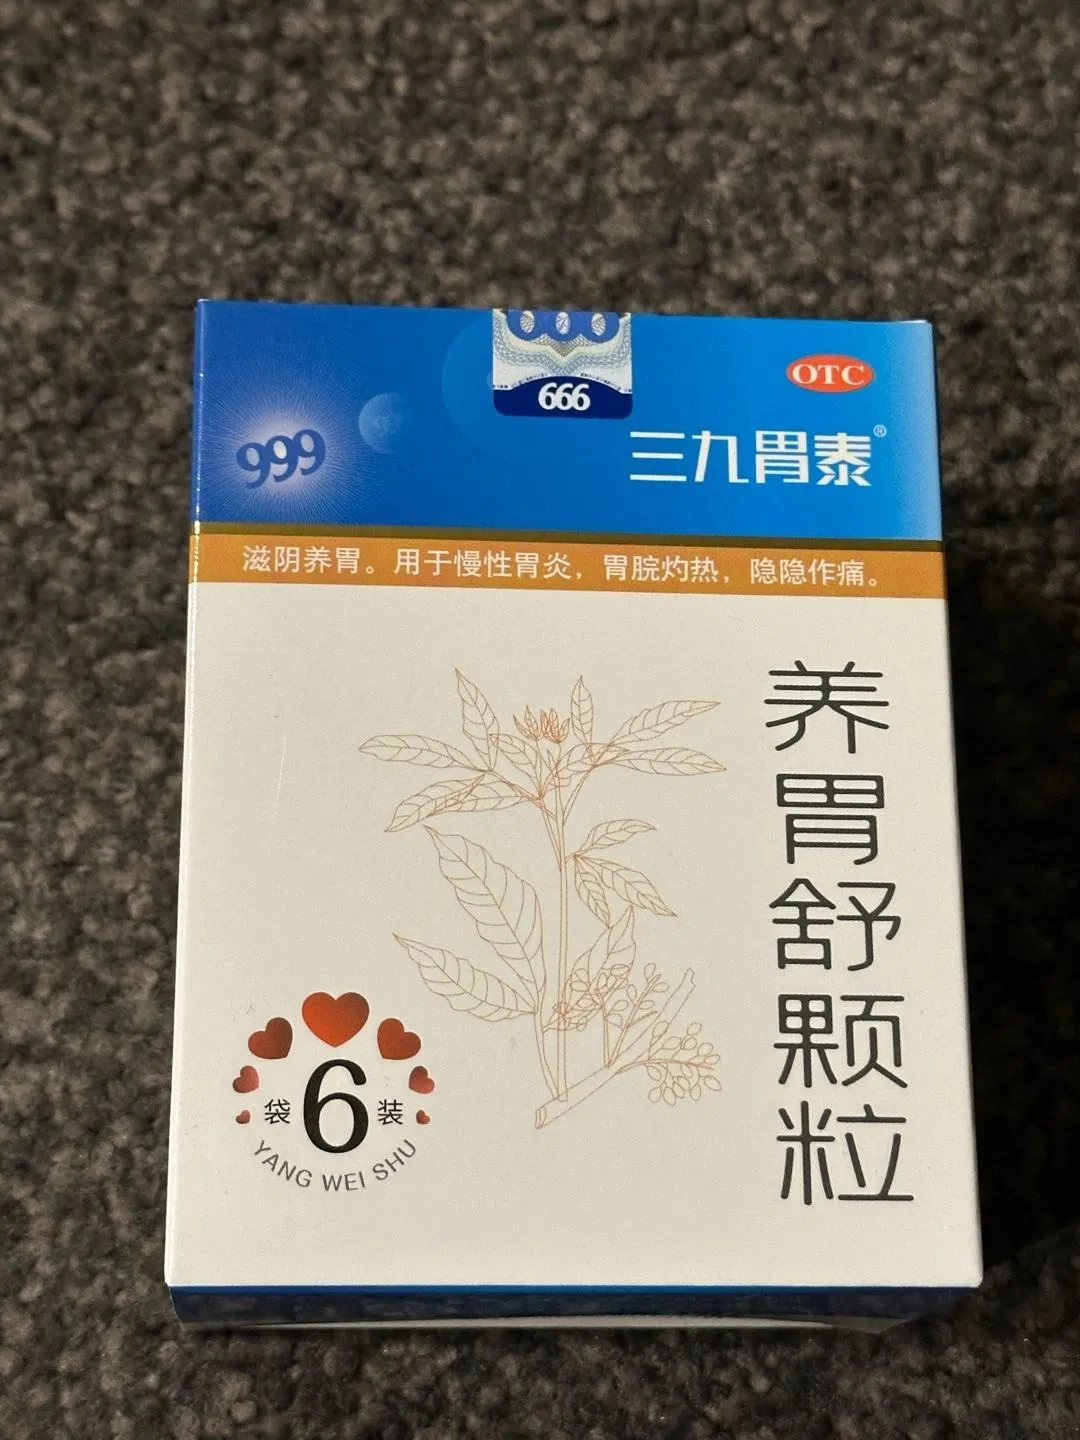 666
OTC
999
三九胃泰®
滋阴养胃。用于慢性胃炎，胃脘灼热，隐隐作痛。
养胃舒颗粒
6
袋装
YANG WEI SHU